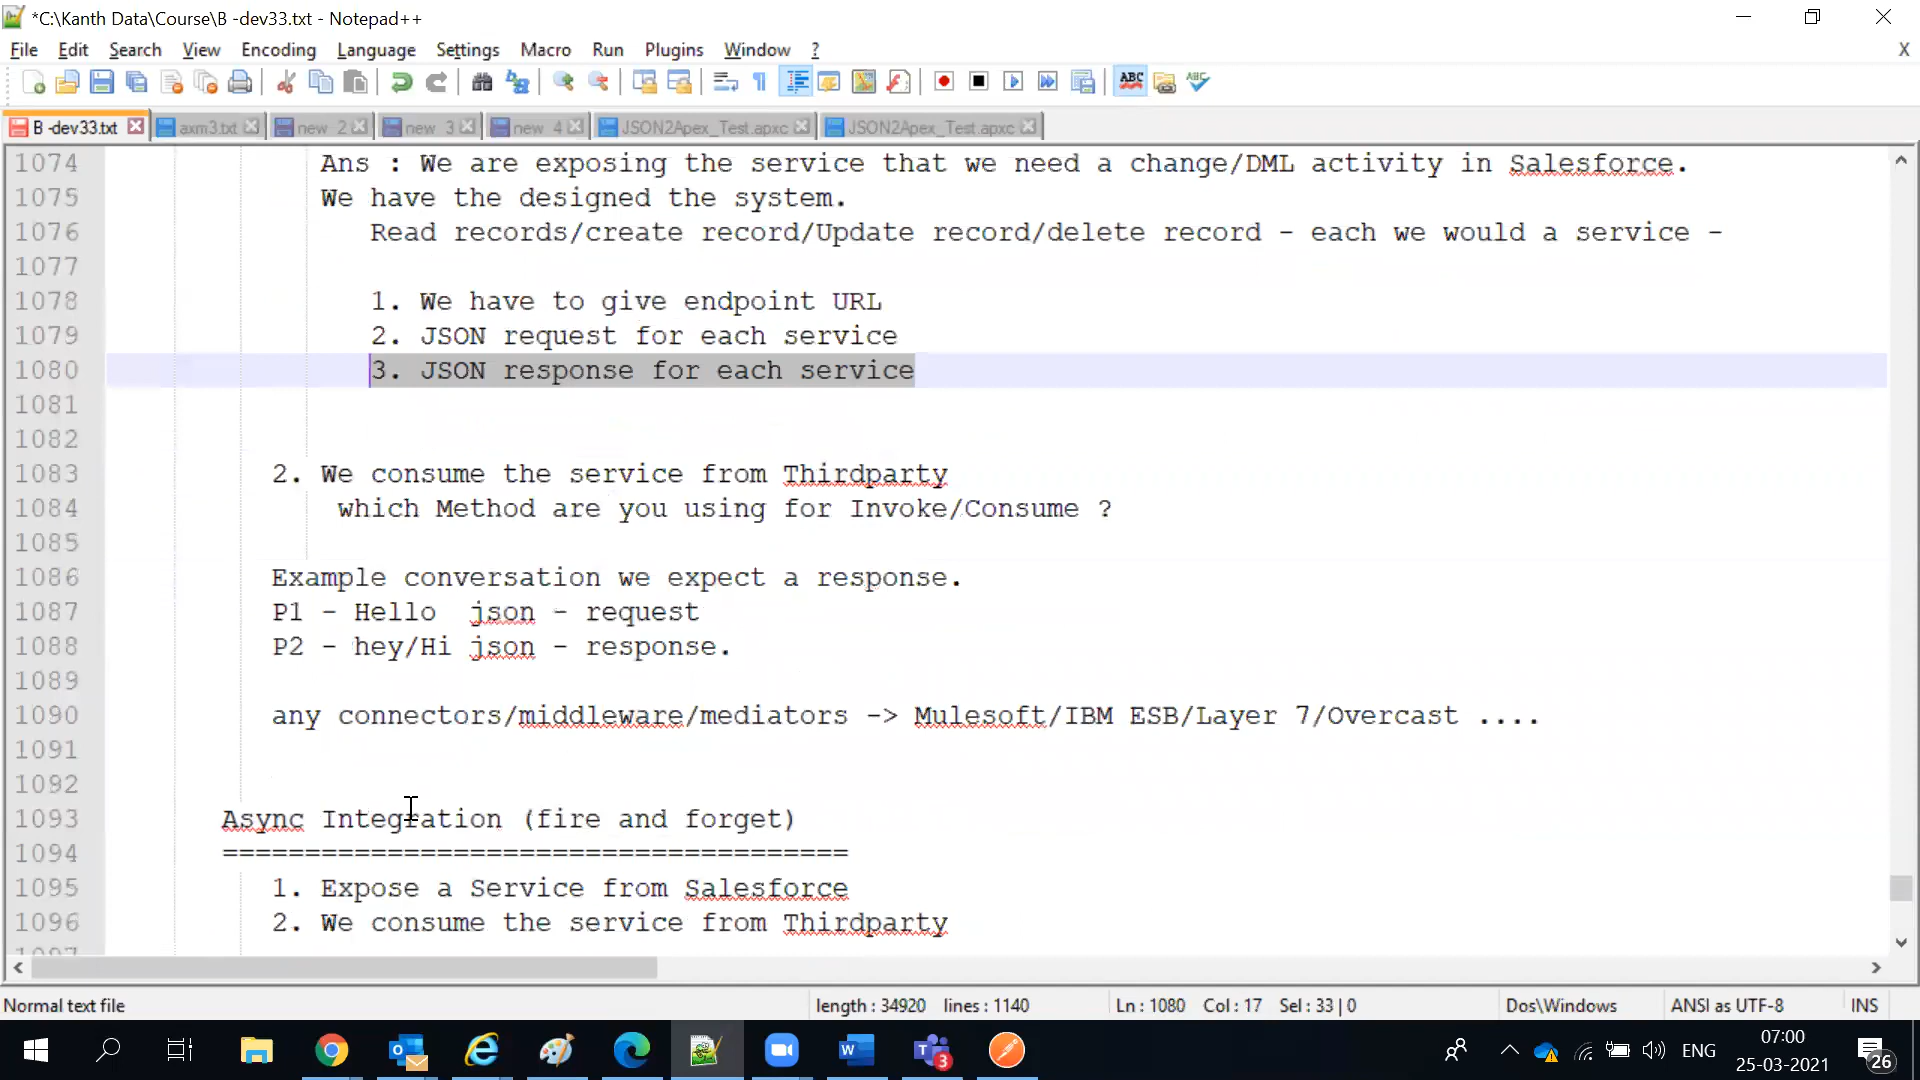 *C:\Kanth Data\Course\B -dev33.txt - Notepad++
File Edit Search View Encoding Language Settings Macro Run Plugins Window ? X
ABC ABC
B -dev33.txt axm3.txt new 2 new 3 new 4 JSON2Apex_Test.apxc JSON2Apex_Test.apxc
1074 Ans : We are exposing the service that we need a change/DML activity in Salesforce.
1075 We have the designed the system.
1076 Read records/create record/Update record/delete record - each we would a service -
1077
1078 1. We have to give endpoint URL
1079 2. JSON request for each service
1080 3. JSON response for each service
1081
1082
1083 2. We consume the service from Thirdparty
1084 which Method are you using for Invoke/Consume ?
1085
1086 Example conversation we expect a response.
1087 P1 - Hello  json - request
1088 P2 - hey/Hi json - response.
1089
1090 any connectors/middleware/mediators -> Mulesoft/IBM ESB/Layer 7/Overcast ....
1091
1092
1093 Async Integration (fire and forget)
1094 ======================================
1095 1. Expose a Service from Salesforce
1096 2. We consume the service from Thirdparty
1097
Normal text file length : 34920 lines : 1140 Ln : 1080 Col : 17 Sel : 33 | 0 Dos\Windows ANSI as UTF-8 INS
3 ENG 07:00 26
25-03-2021